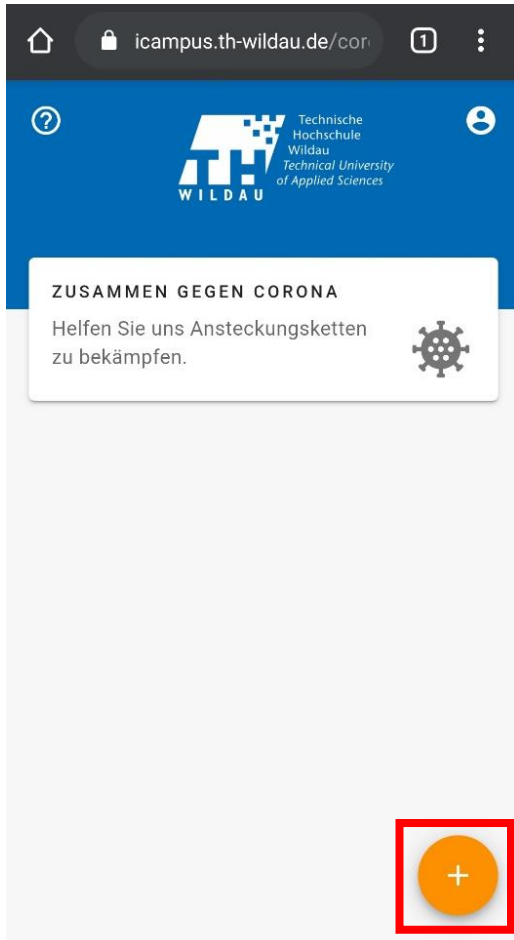 icampus.th-wildau.de/cor
1
Technische
Hochschule
Wildau
Technical University
of Applied Sciences
TH
WILDAU
ZUSAMMEN GEGEN CORONA
Helfen Sie uns Ansteckungsketten
zu bekämpfen.
+